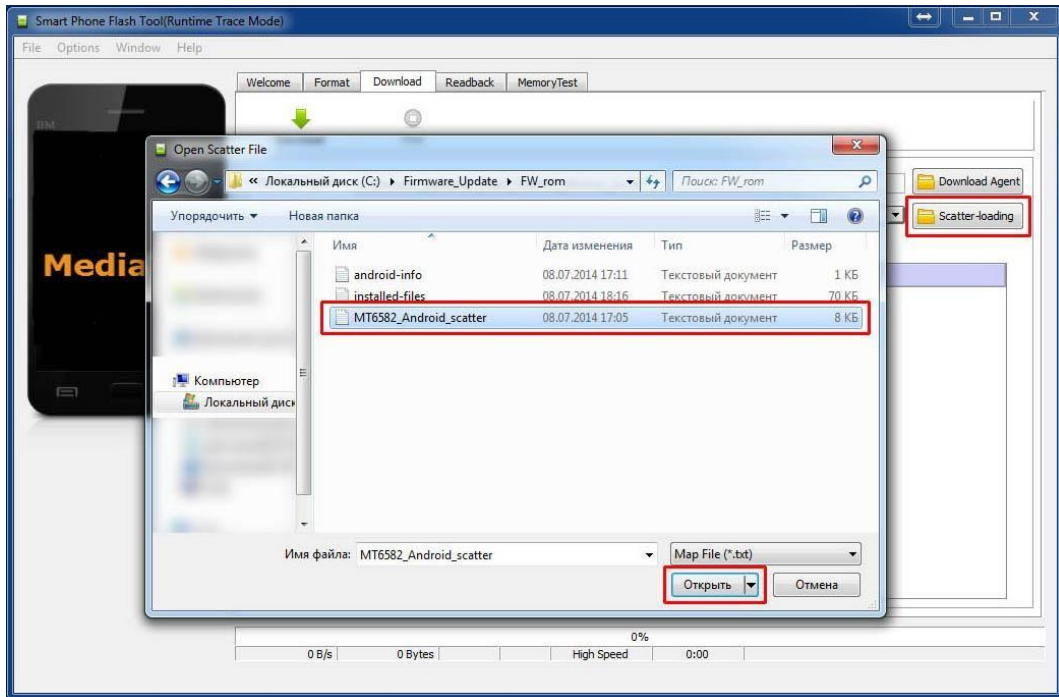 Smart Phone Flash Tool(Runtime Trace Mode)
File Options Window Help
Welcome Format Download Readback MemoryTest
BM
Open Scatter File
« Локальный диск (C:) Firmware_Update FW_rom Поиск: FW_rom
Download Agent
Упорядочить Новая папка
Scatter-loading
Имя Дата изменения Тип Размер
Media
android-info 08.07.2014 17:11 Текстовый документ 1 КБ
installed-files 08.07.2014 18:16 Текстовый документ 70 КБ
MT6582_Android_scatter 08.07.2014 17:05 Текстовый документ 8 КБ
Компьютер
Локальный диск
Имя файла: MT6582_Android_scatter Map File (*.txt)
Открыть Отмена
0%
0 B/s 0 Bytes High Speed 0:00